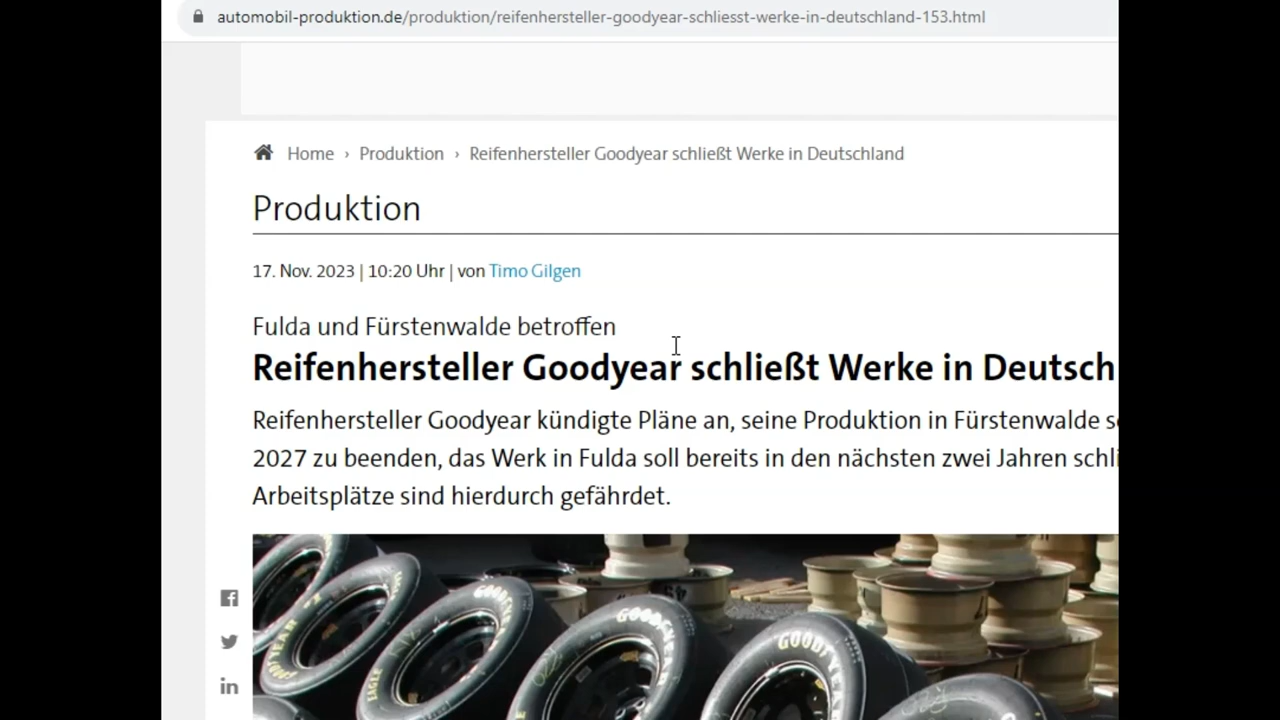 automobil-produktion.de/produktion/reifenhersteller-goodyear-schliesst-werke-in-deutschland-153.html
Home › Produktion › Reifenhersteller Goodyear schließt Werke in Deutschland
Produktion
17. Nov. 2023 | 10:20 Uhr | von Timo Gilgen
Fulda und Fürstenwalde betroffen
Reifenhersteller Goodyear schließt Werke in Deutsch
Reifenhersteller Goodyear kündigte Pläne an, seine Produktion in Fürstenwalde
2027 zu beenden, das Werk in Fulda soll bereits in den nächsten zwei Jahren schli
Arbeitsplätze sind hierdurch gefährdet.
GOODYEAR
EAGLE